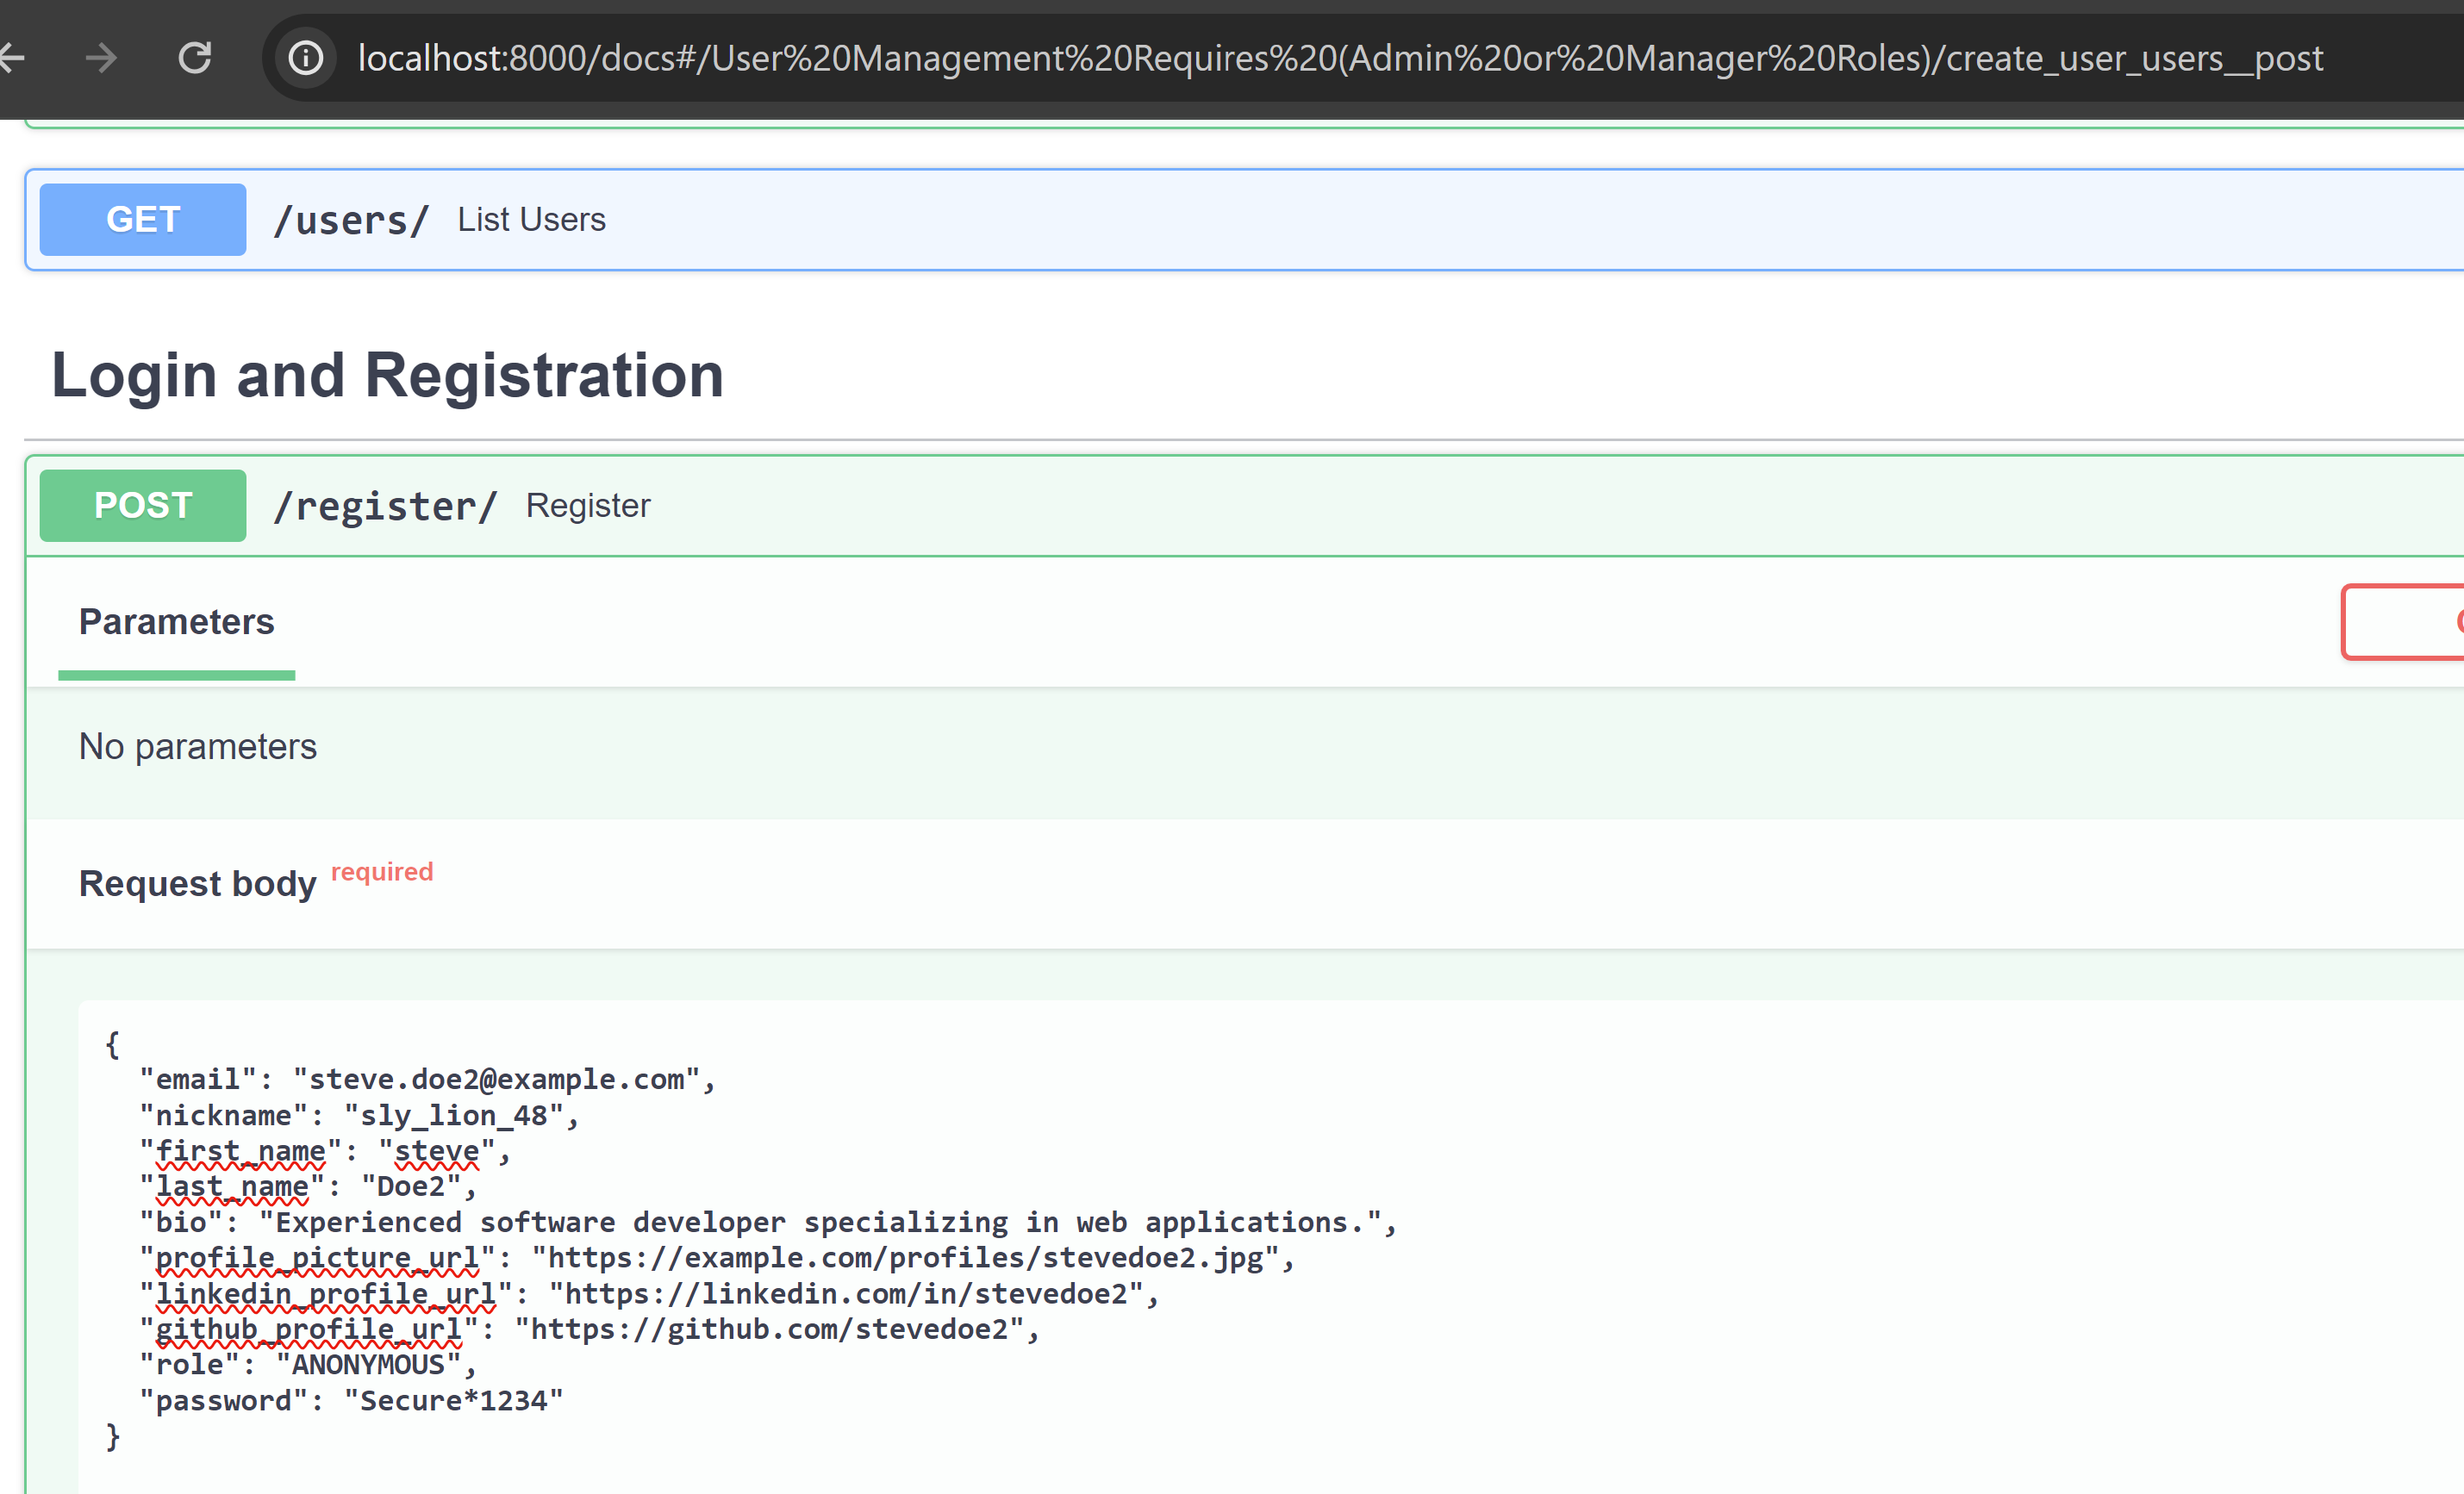 localhost:8000/docs#/User%20Management%20Requires%20(Admin%20or%20Manager%20Roles)/create_user_users__post
GET /users/ List Users
Login and Registration
POST /register/ Register
Parameters
No parameters
Request body required
{
  "email": "steve.doe2@example.com",
  "nickname": "sly_lion_48",
  "first_name": "steve",
  "last_name": "Doe2",
  "bio": "Experienced software developer specializing in web applications.",
  "profile_picture_url": "https://example.com/profiles/stevedoe2.jpg",
  "linkedin_profile_url": "https://linkedin.com/in/stevedoe2",
  "github_profile_url": "https://github.com/stevedoe2",
  "role": "ANONYMOUS",
  "password": "Secure*1234"
}